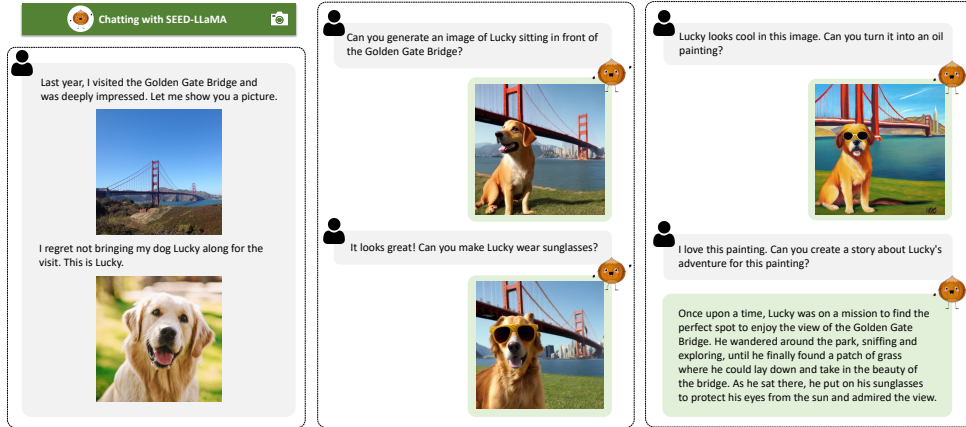 Chatting with SEED-LLaMA
Last year, I visited the Golden Gate Bridge and
was deeply impressed. Let me show you a picture.
I regret not bringing my dog Lucky along for the
visit. This is Lucky.
Can you generate an image of Lucky sitting in front of
the Golden Gate Bridge?
It looks great! Can you make Lucky wear sunglasses?
Lucky looks cool in this image. Can you turn it into an oil
painting?
I love this painting. Can you create a story about Lucky's
adventure for this painting?
Once upon a time, Lucky was on a mission to find the
perfect spot to enjoy the view of the Golden Gate
Bridge. He wandered around the park, sniffing and
exploring, until he finally found a patch of grass
where he could lay down and take in the beauty of
the bridge. As he sat there, he put on his sunglasses
to protect his eyes from the sun and admired the view.